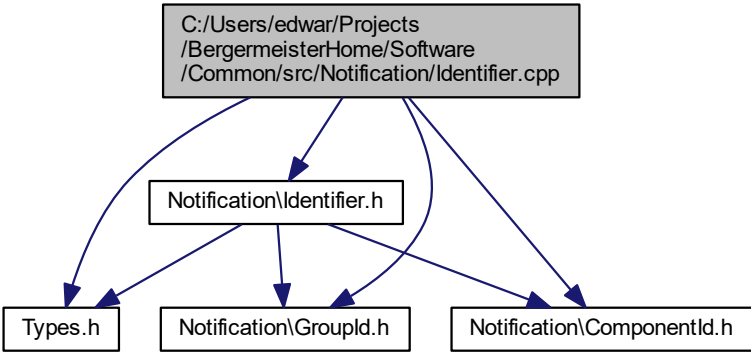 C:/Users/edwar/Projects
/BergermeisterHome/Software
/Common/src/Notification/Identifier.cpp
Notification\Identifier.h
Types.h
Notification\GroupId.h
Notification\ComponentId.h